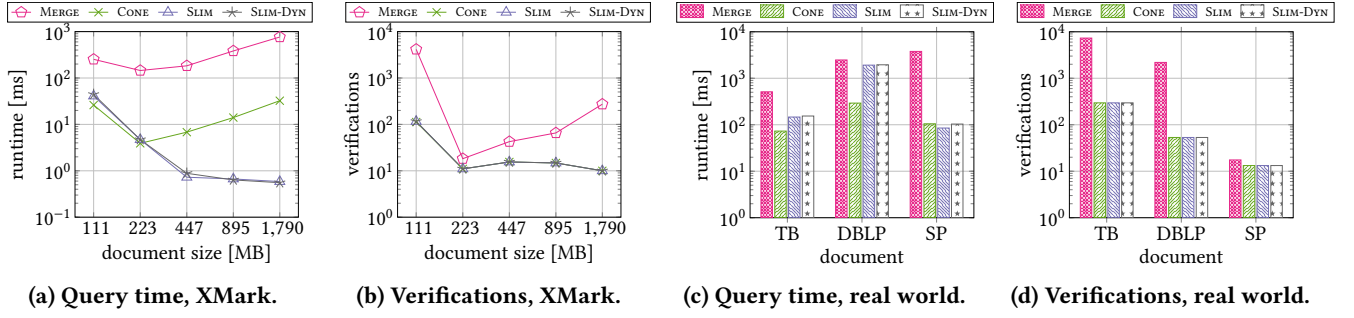 MERGE CONE SLIM SLIM-DYN
10^3
10^2
10^1
10^0
10^−1
runtime [ms]
111 223 447 895 1,790
document size [MB]
(a) Query time, XMark.
MERGE CONE SLIM SLIM-DYN
10^4
10^3
10^2
10^1
10^0
verifications
111 223 447 895 1,790
document size [MB]
(b) Verifications, XMark.
MERGE CONE SLIM SLIM-DYN
10^4
10^3
10^2
10^1
10^0
runtime [ms]
TB DBLP SP
document
(c) Query time, real world.
MERGE CONE SLIM SLIM-DYN
10^4
10^3
10^2
10^1
10^0
verifications
TB DBLP SP
document
(d) Verifications, real world.